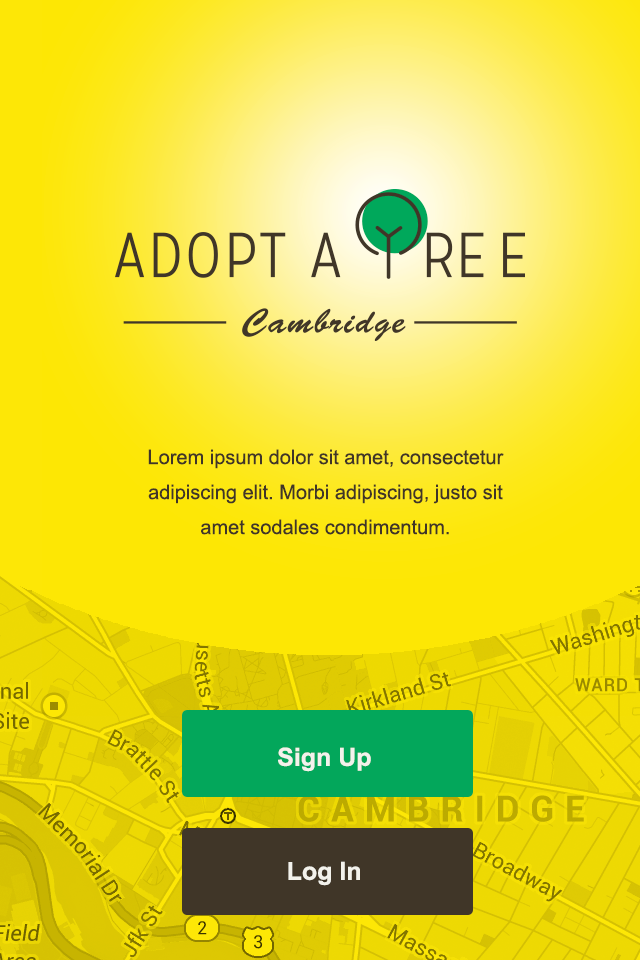 ADOPT A TREE
Cambridge
Lorem ipsum dolor sit amet, consectetur
adipiscing elit. Morbi adipiscing, justo sit
amet sodales condimentum.
Washingt
rsetts A
WARD T
Kirkland St
nal
Site
Brattle St
Sign Up
T
CAMBRIDGE
Memorial Dr
Log In
Broadway
Jfk St
2
3
Field
Massa